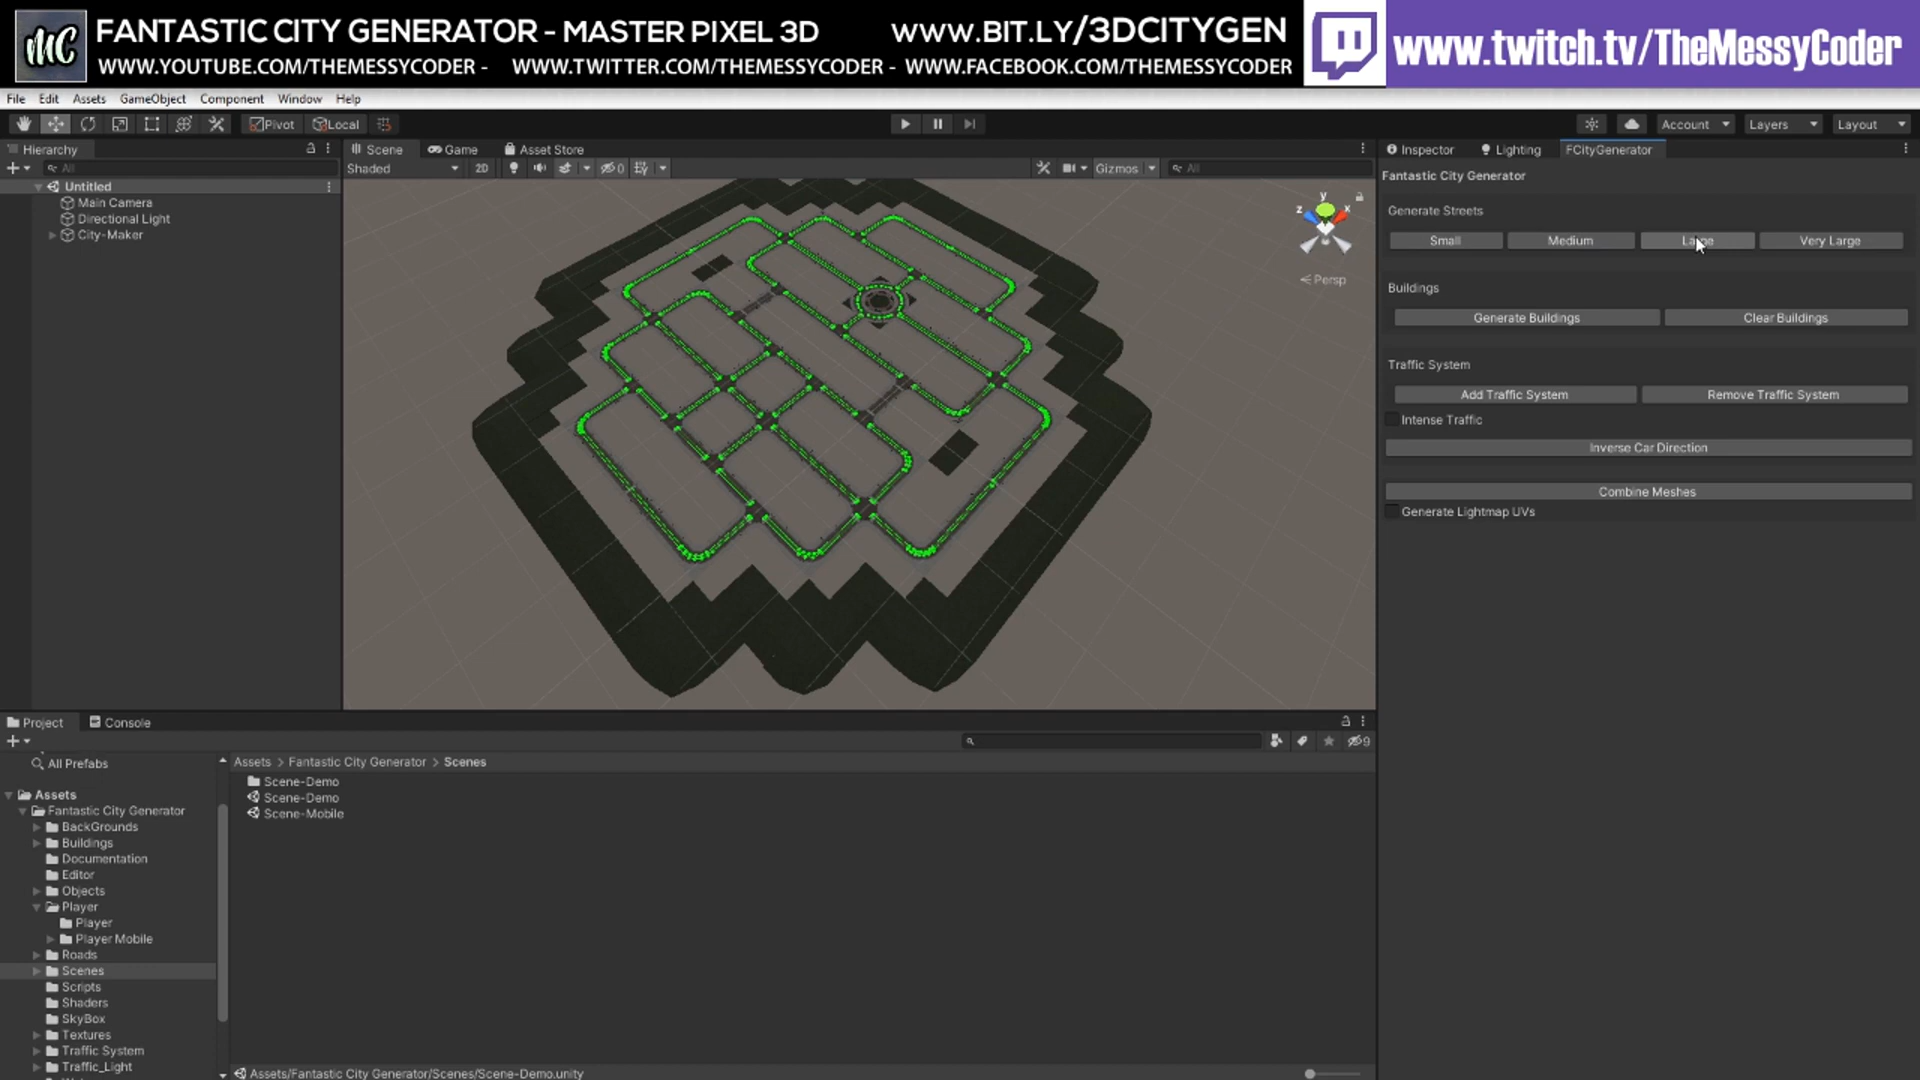 MC
FANTASTIC CITY GENERATOR - MASTER PIXEL 3D WWW.BIT.LY/3DCITYGEN
WWW.YOUTUBE.COM/THEMESSYCODER - WWW.TWITTER.COM/THEMESSYCODER - WWW.FACEBOOK.COM/THEMESSYCODER
www.twitch.tv/TheMessyCoder
File Edit Assets GameObject Component Window Help
Pivot Local Account Layers Layout
Hierarchy
All
Untitled
Main Camera
Directional Light
City-Maker
Scene Game Asset Store
Shaded 2D 0 Gizmos All
y
z x
Persp
Inspector Lighting FCityGenerator
Fantastic City Generator
Generate Streets
Small Medium Large Very Large
Buildings
Generate Buildings Clear Buildings
Traffic System
Add Traffic System Remove Traffic System
Intense Traffic
Inverse Car Direction
Combine Meshes
Generate Lightmap UVs
Project Console
9
All Prefabs
Assets
Fantastic City Generator
BackGrounds
Buildings
Documentation
Editor
Objects
Player
Player
Player Mobile
Roads
Scenes
Scripts
Shaders
SkyBox
Textures
Traffic System
Traffic_Light
Assets > Fantastic City Generator > Scenes
Scene-Demo
Scene-Demo
Scene-Mobile
Assets/Fantastic City Generator/Scenes/Scene-Demo.unity